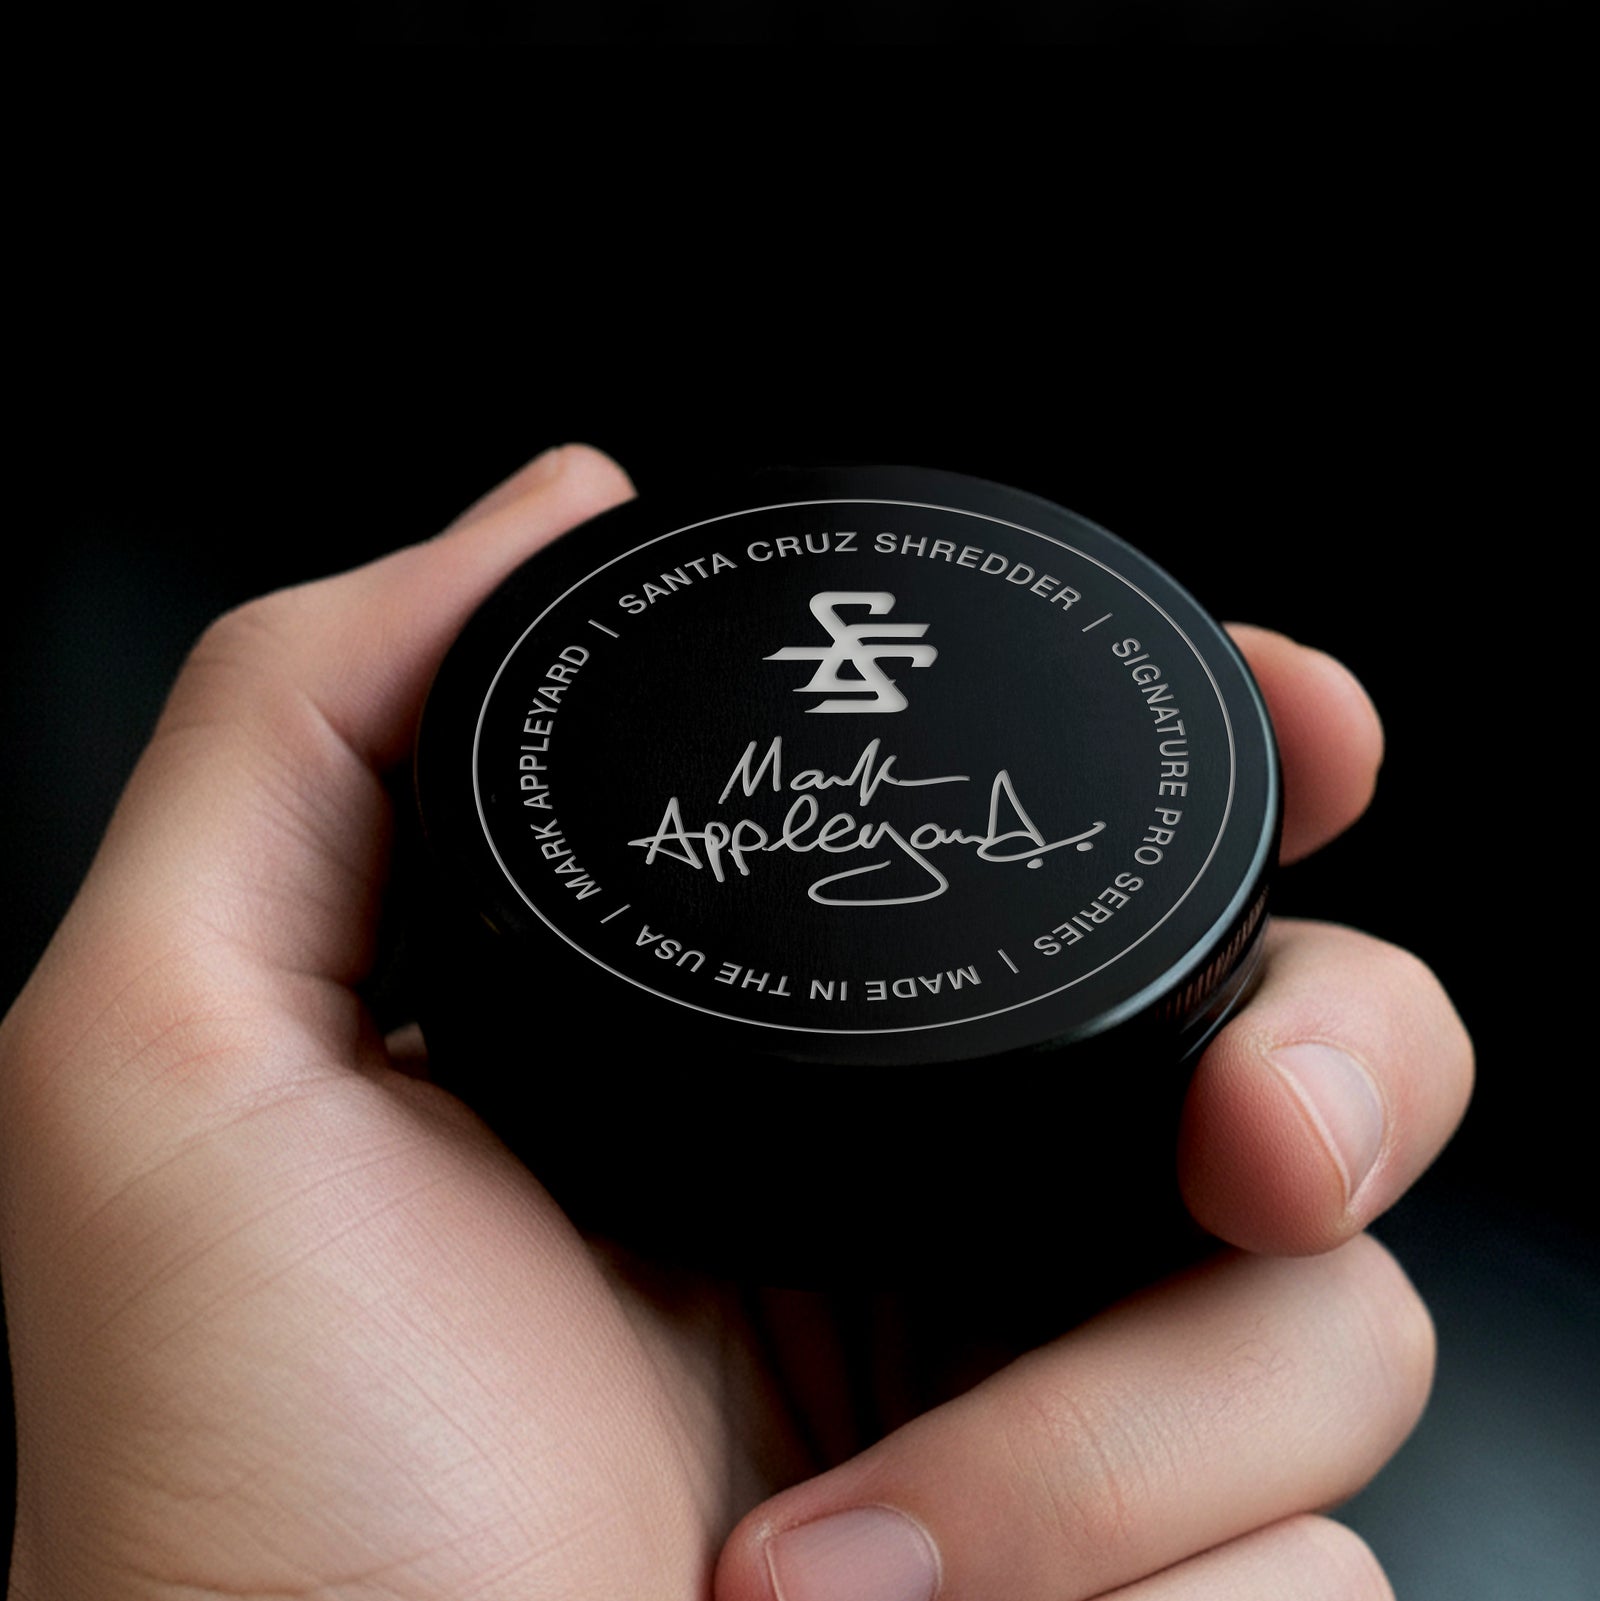 SANTA CRUZ SHREDDER | SIGNATURE PRO SERIES | MADE IN THE USA | MARK APPLEYARD |
Mark
Appleyard